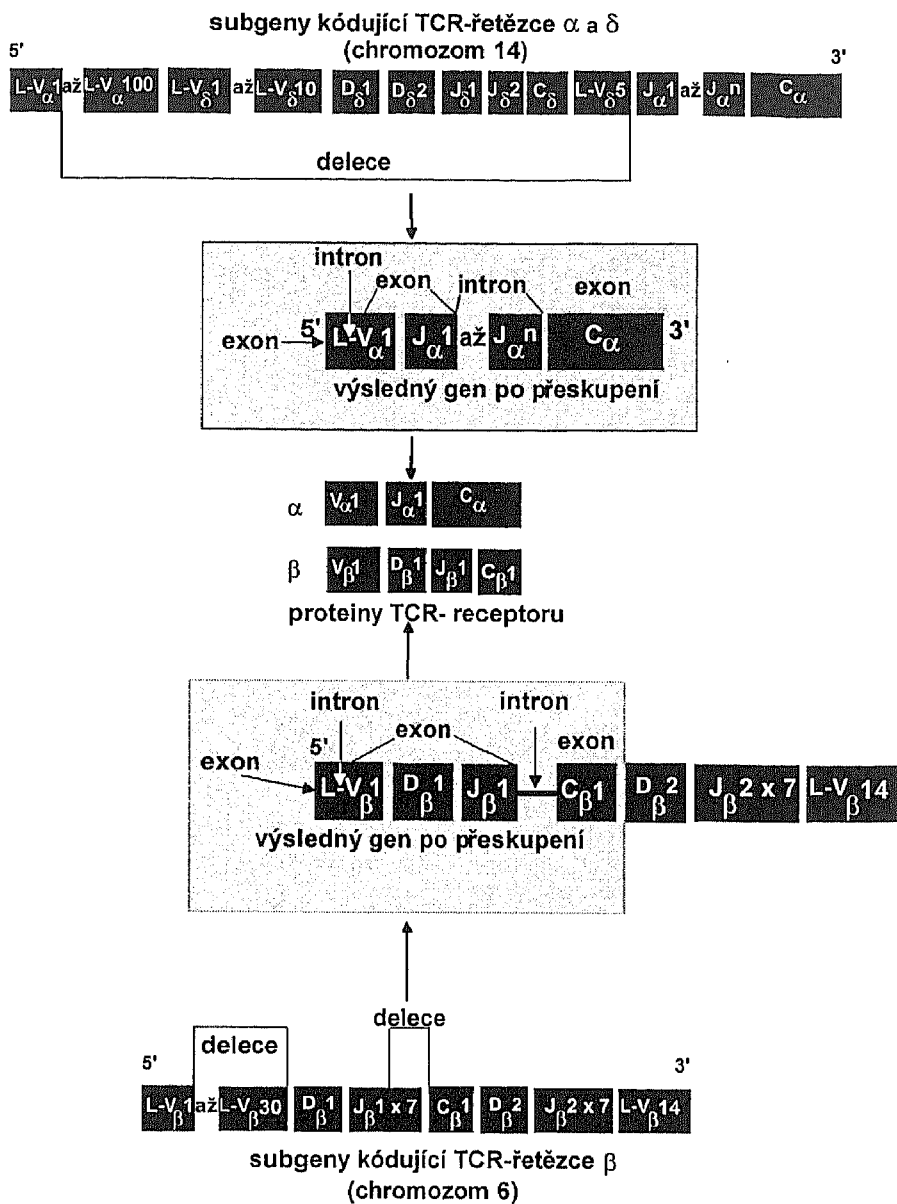 subgeny kódující TCR-řetězce α a δ
(chromozom 14)
5' 3'
L-Vα1 až L-Vα100 L-Vδ1 až L-Vδ10 Dδ1 Dδ2 Jδ1 Jδ2 Cδ L-Vδ5 Jα1 až Jαn Cα
delece
intron
exon intron exon
exon 5' L-Vα1 Jα1 až Jαn Cα 3'
výsledný gen po přeskupení
α Vα1 Jα1 Cα
β Vβ1 Dβ1 Jβ1 Cβ1
proteiny TCR- receptoru
intron intron
exon
5' exon
exon
L-Vβ1 Dβ1 Jβ1 Cβ1 Dβ2 Jβ2 x 7 L-Vβ14
výsledný gen po přeskupení
delece
delece
5' 3'
L-Vβ1 až L-Vβ30 Dβ1 Jβ1 x 7 Cβ1 Dβ2 Jβ2 x 7 L-Vβ14
subgeny kódující TCR-řetězce β
(chromozom 6)